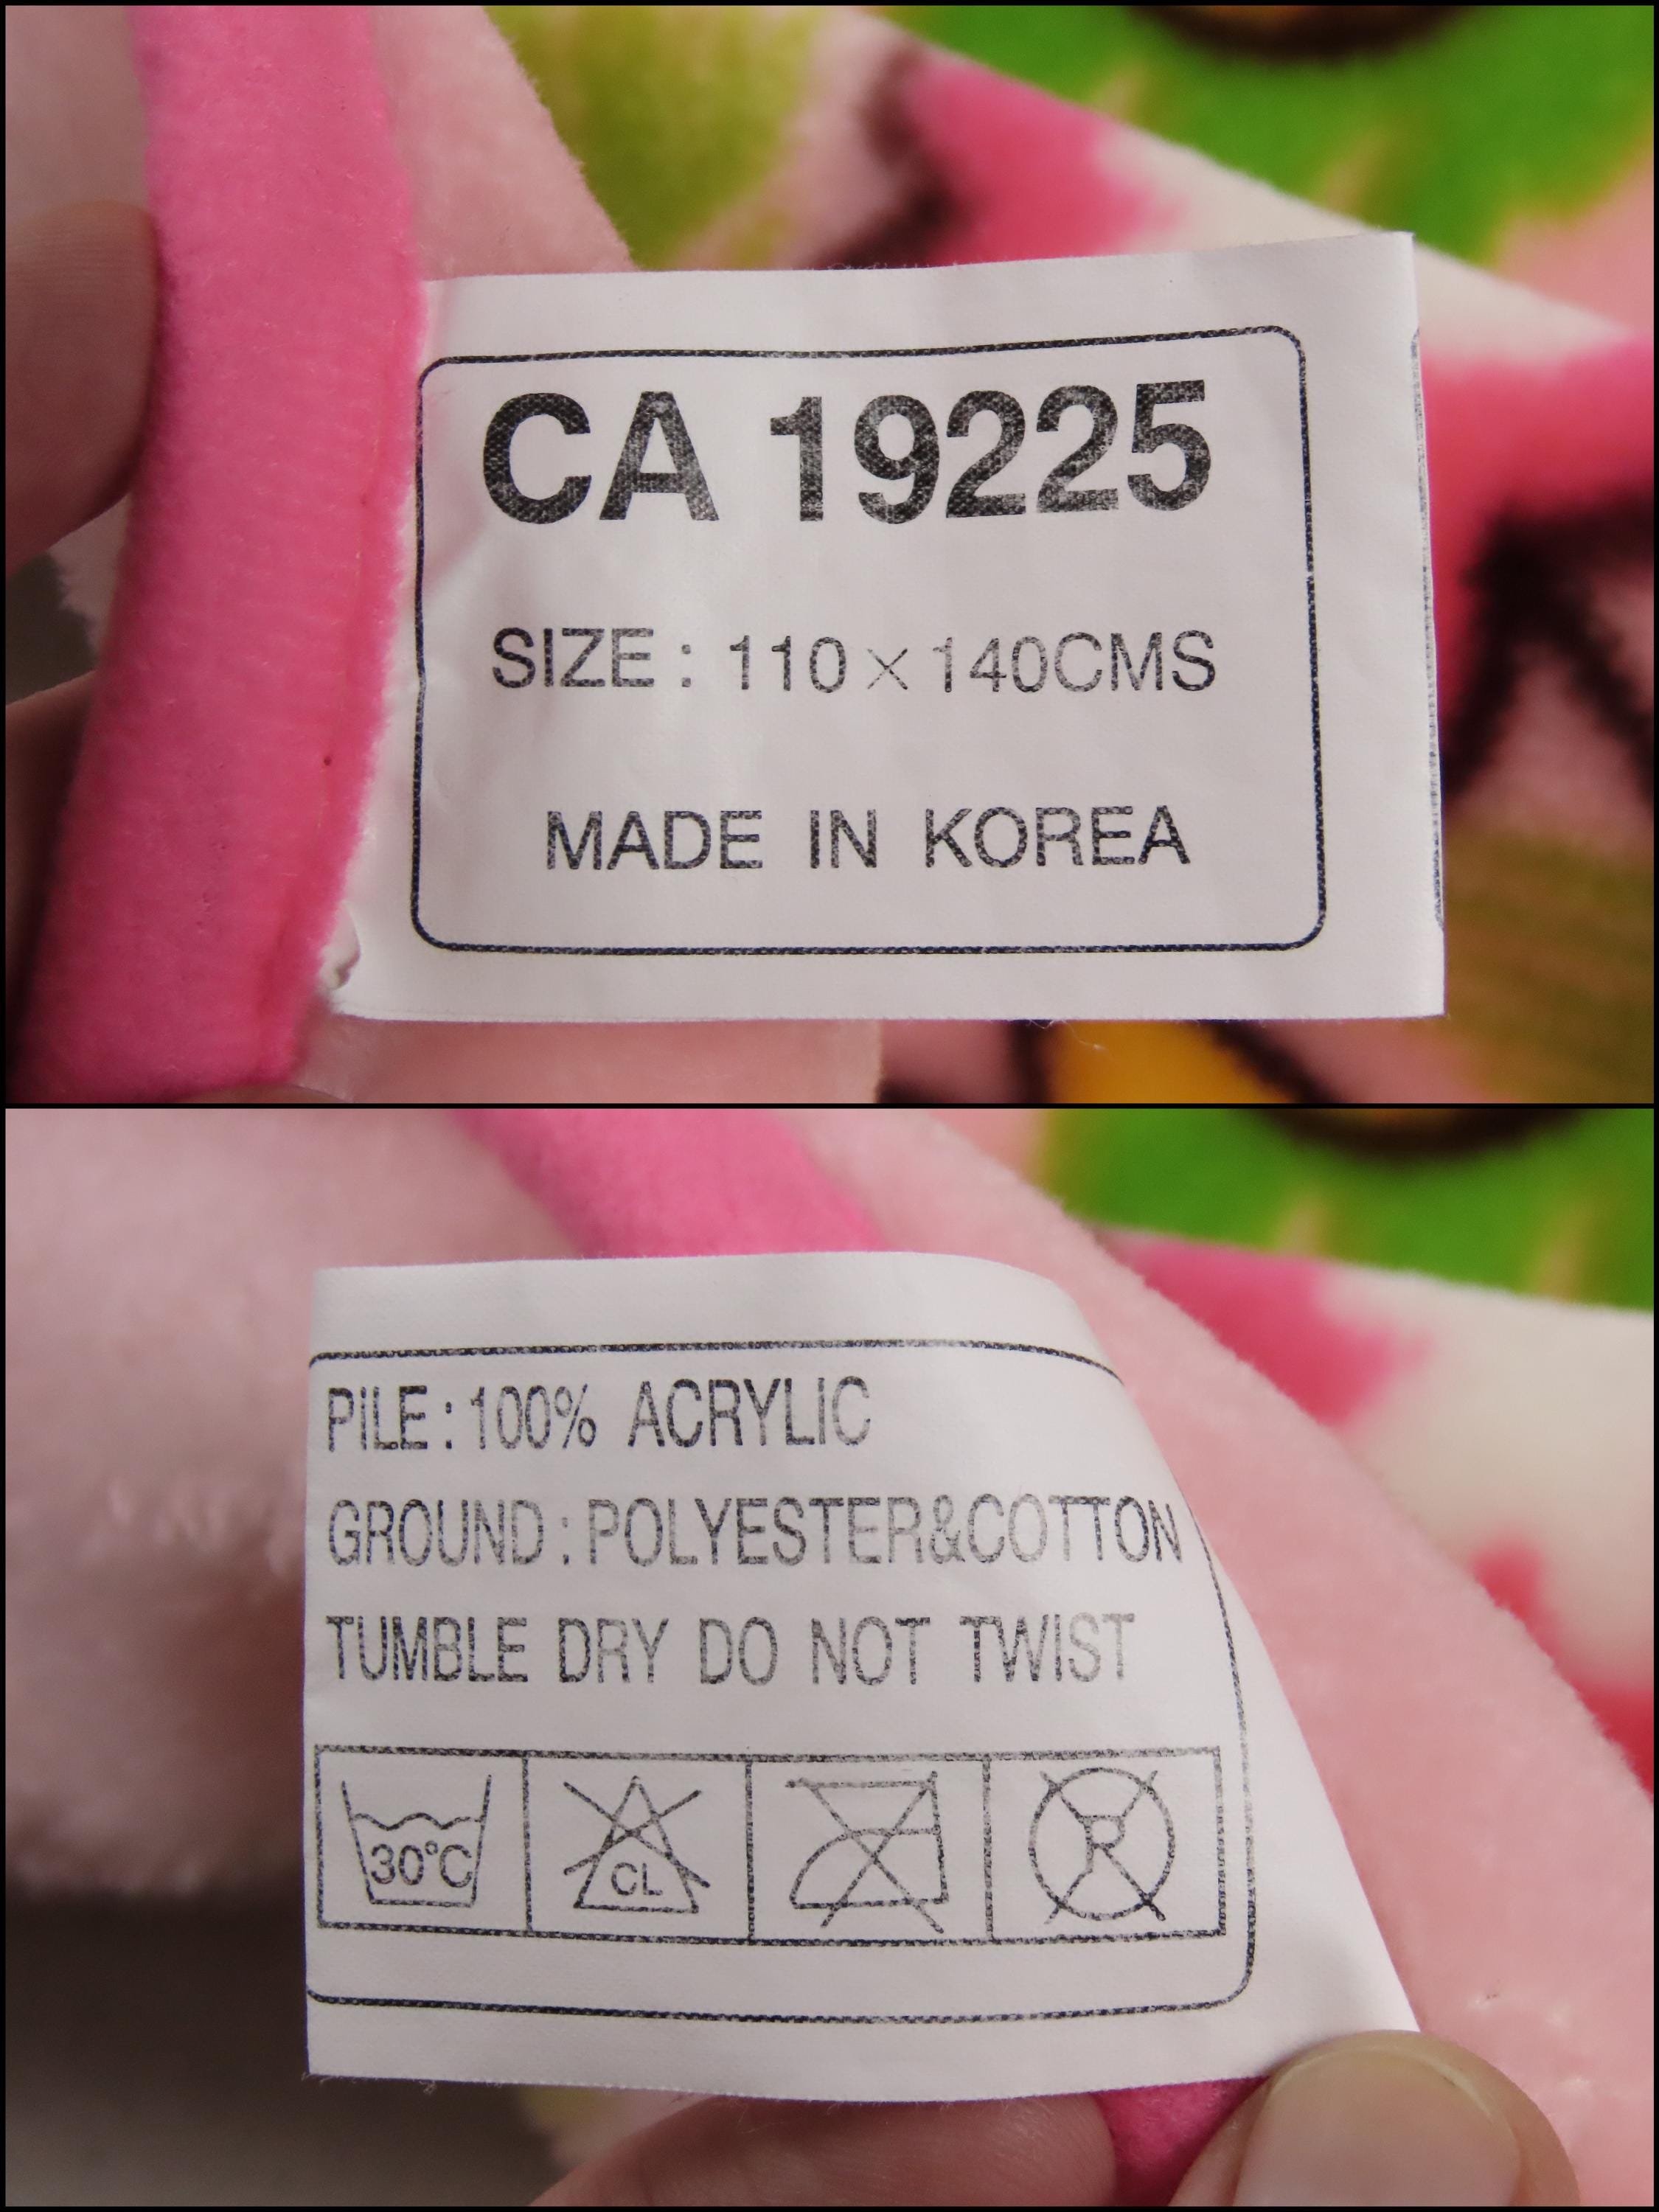 CA 19225
SIZE : 110×140CMS
MADE IN KOREA
PILE : 100% ACRYLIC
GROUND : POLYESTER&COTTON
TUMBLE DRY DO NOT TWIST
30°C CL R